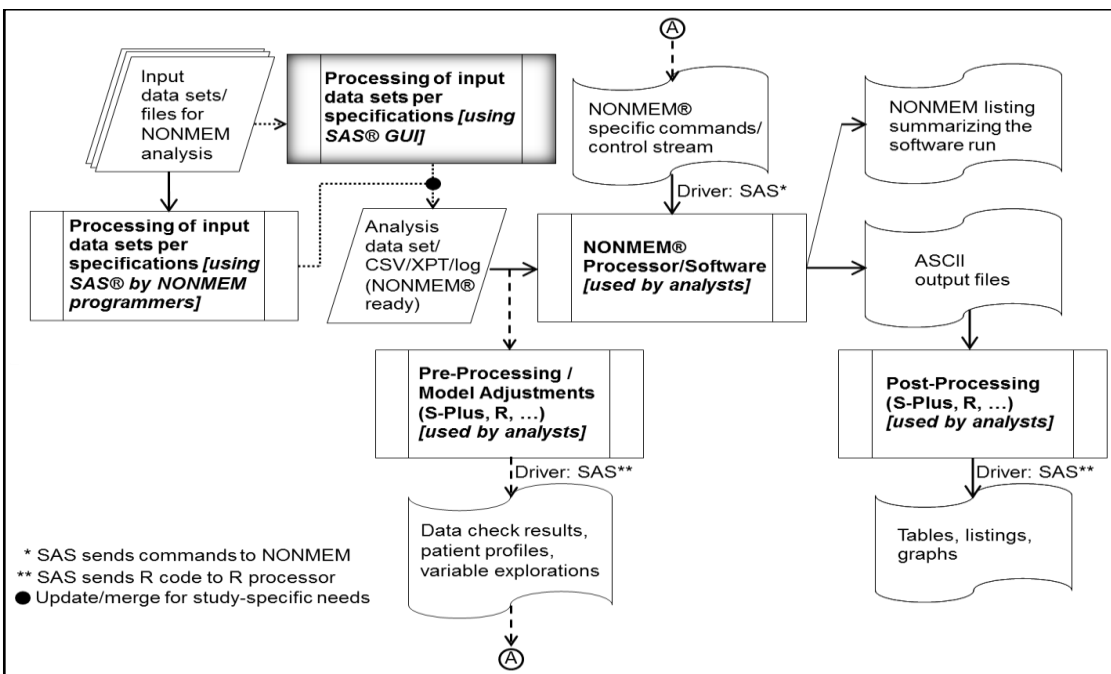 Input
data sets/
files for
NONMEM
analysis
Processing of input
data sets per
specifications [using
SAS® GUI]
Processing of input
data sets per
specifications [using
SAS® by NONMEM
programmers]
Analysis
data set/
CSV/XPT/log
(NONMEM®
ready)
A
NONMEM®
specific commands/
control stream
Driver: SAS*
NONMEM®
Processor/Software
[used by analysts]
NONMEM listing
summarizing the
software run
ASCII
output files
Pre-Processing /
Model Adjustments
(S-Plus, R, ...)
[used by analysts]
Driver: SAS**
Data check results,
patient profiles,
variable explorations
A
Post-Processing
(S-Plus, R, ...)
[used by analysts]
Driver: SAS**
Tables, listings,
graphs
* SAS sends commands to NONMEM
** SAS sends R code to R processor
● Update/merge for study-specific needs